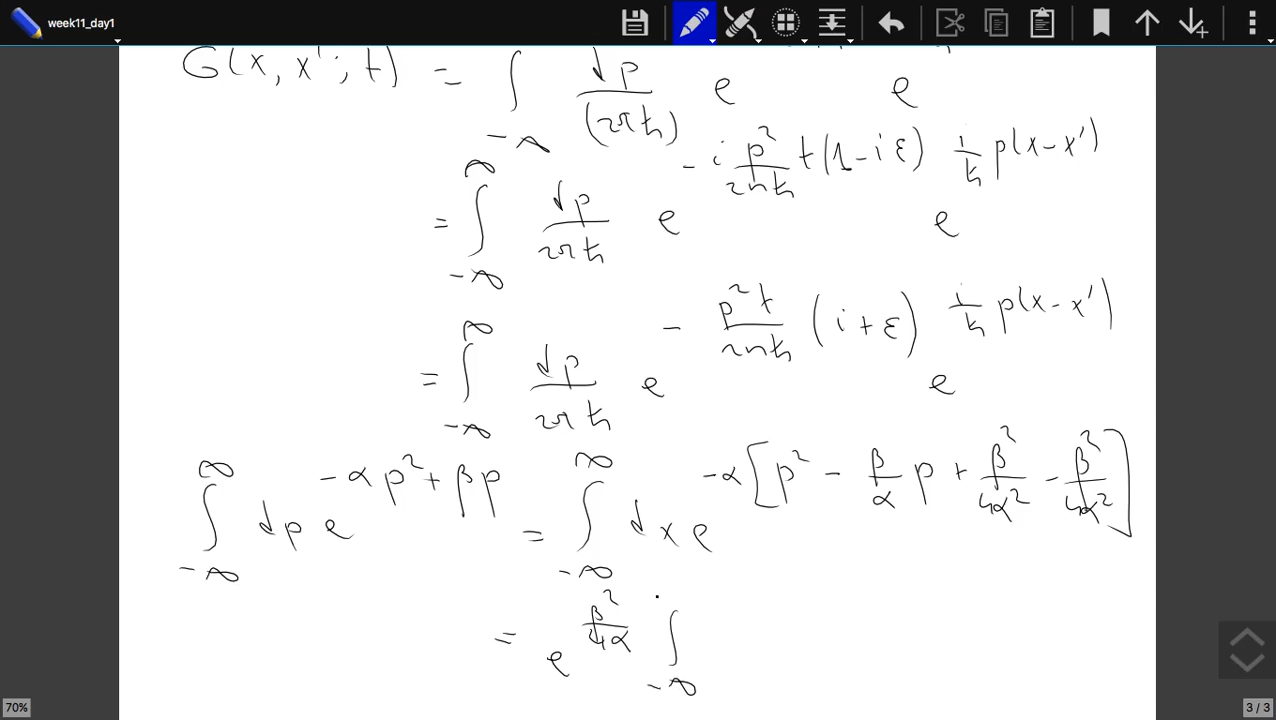 week11_day1
G(x, x'; t) = ∫_{-∞} dp/(2πħ) e e
= ∫_{-∞}^{∞} dp/2πħ e^{-i p²/2mħ t(1-iε)} e^{i/ħ p(x-x')}
= ∫_{-∞}^{∞} dp/2πħ e^{-p²t/2mħ (i+ε)} e^{i/ħ p(x-x')}
∫_{-∞}^{∞} dp e^{-αp²+βp} = ∫_{-∞}^{∞} dx e^{-α[p² - β/α p + β²/4α² - β²/4α²]}
= e^{β²/4α} ∫_{-∞}
70%
3 / 3